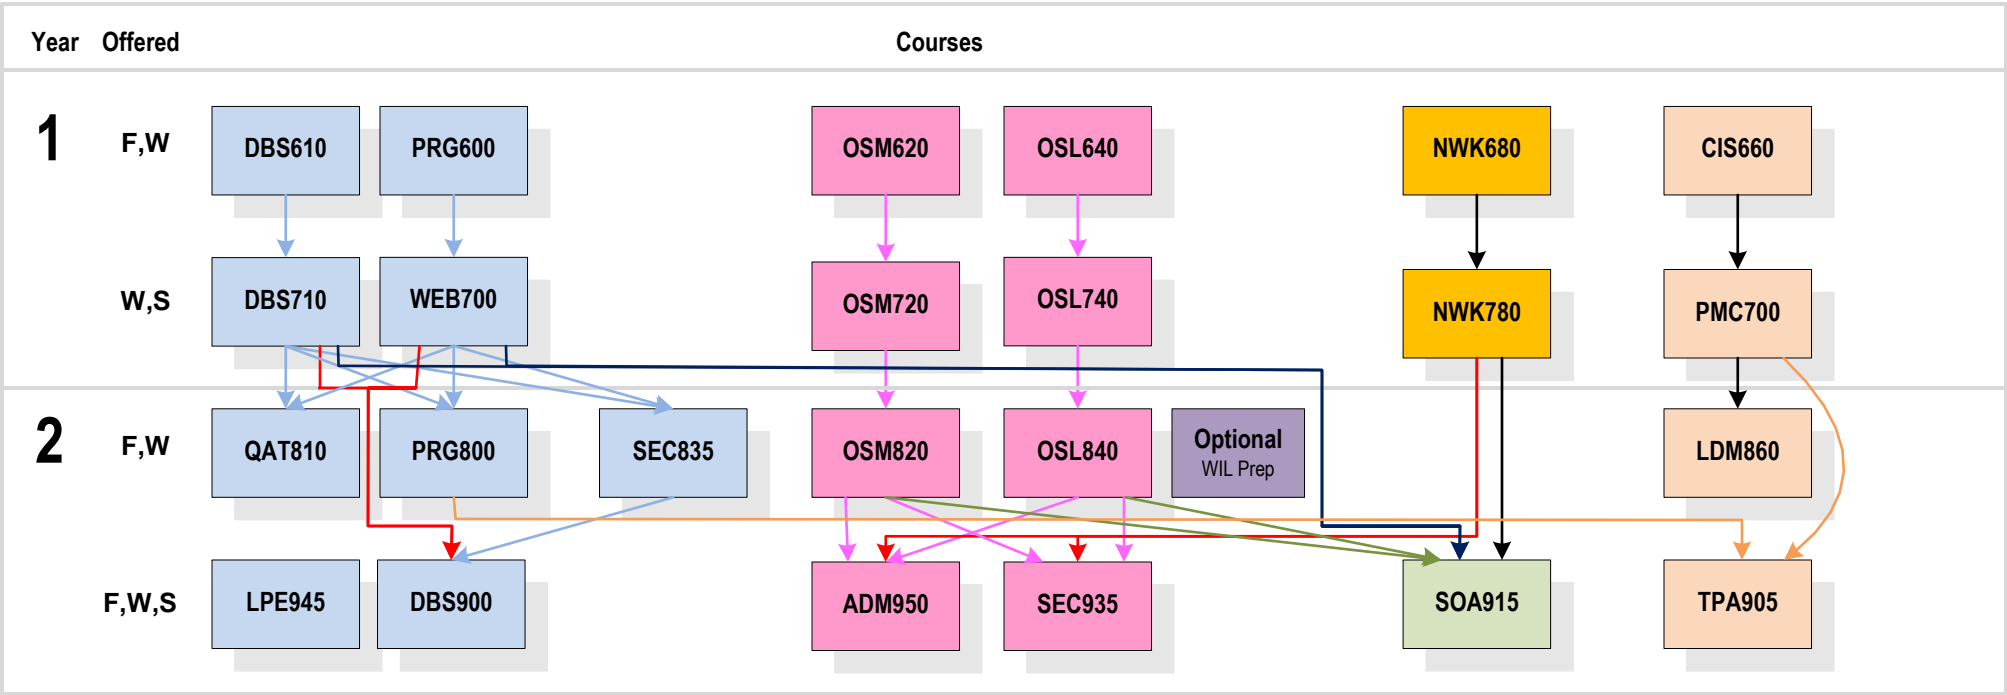 Year Offered Courses
1 F,W DBS610 PRG600 OSM620 OSL640 NWK680 CIS660
W,S DBS710 WEB700 OSM720 OSL740 NWK780 PMC700
2 F,W QAT810 PRG800 SEC835 OSM820 OSL840 Optional LDM860
WIL Prep
F,W,S LPE945 DBS900 ADM950 SEC935 SOA915 TPA905